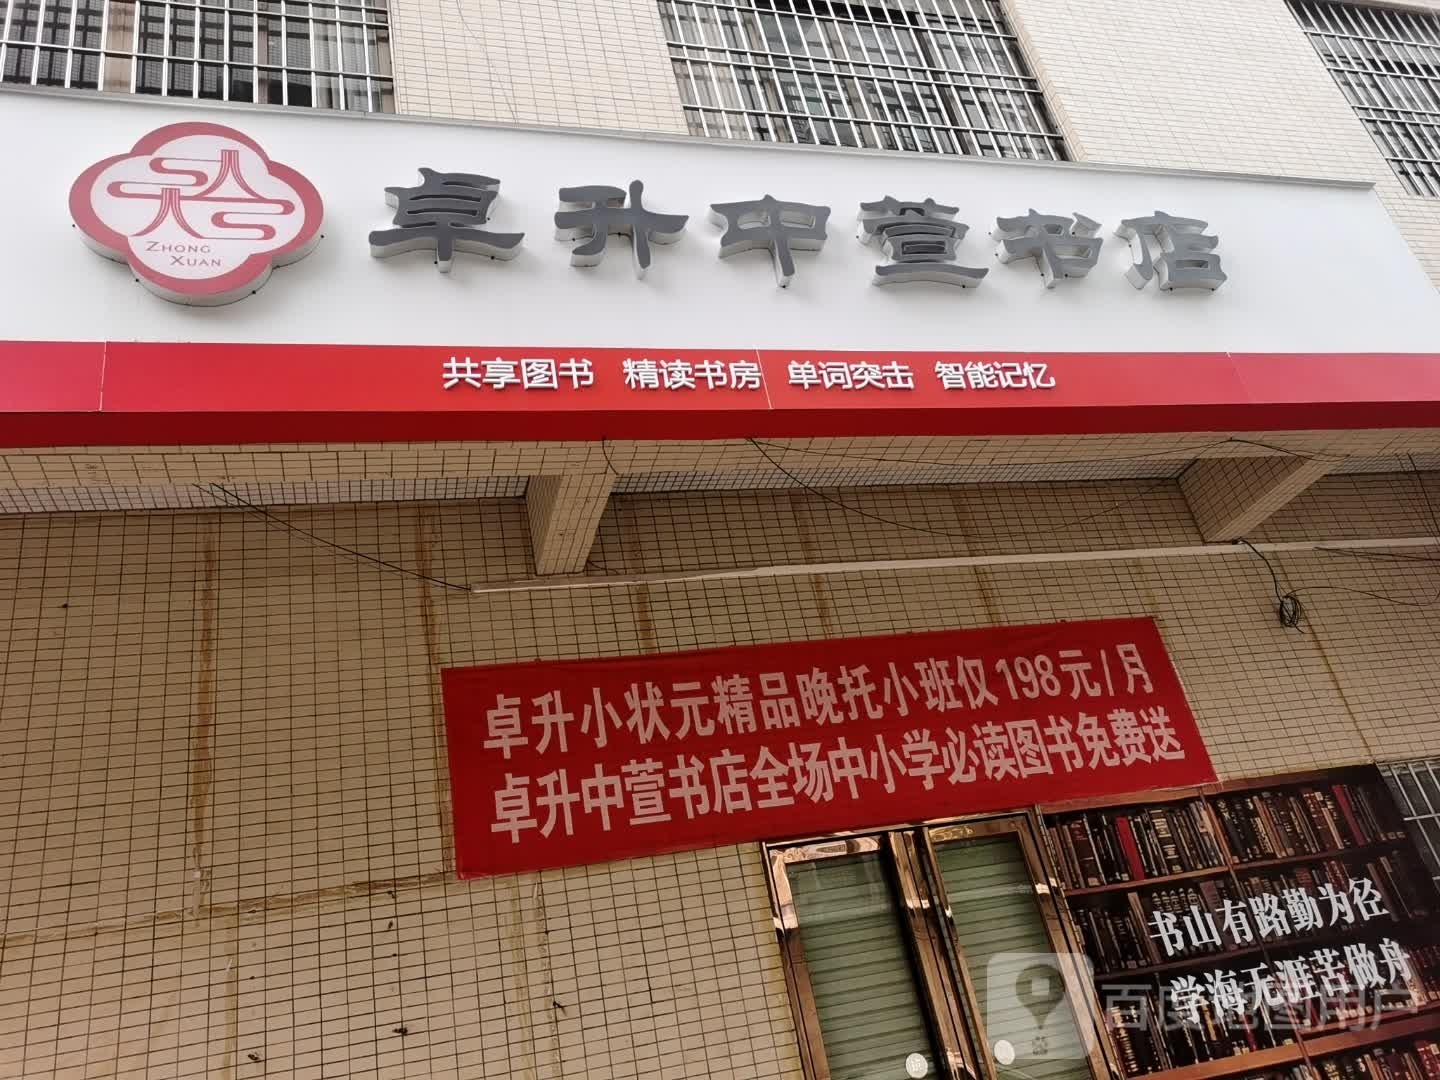 卓升中萱书店
ZHONG
XUAN
共享图书 精读书房 单词突击 智能记忆
卓升小状元精品晚托小班仅198元/月
卓升中萱书店全场中小学必读图书免费送
书山有路勤为径
学海无涯苦做舟
百度地图用户